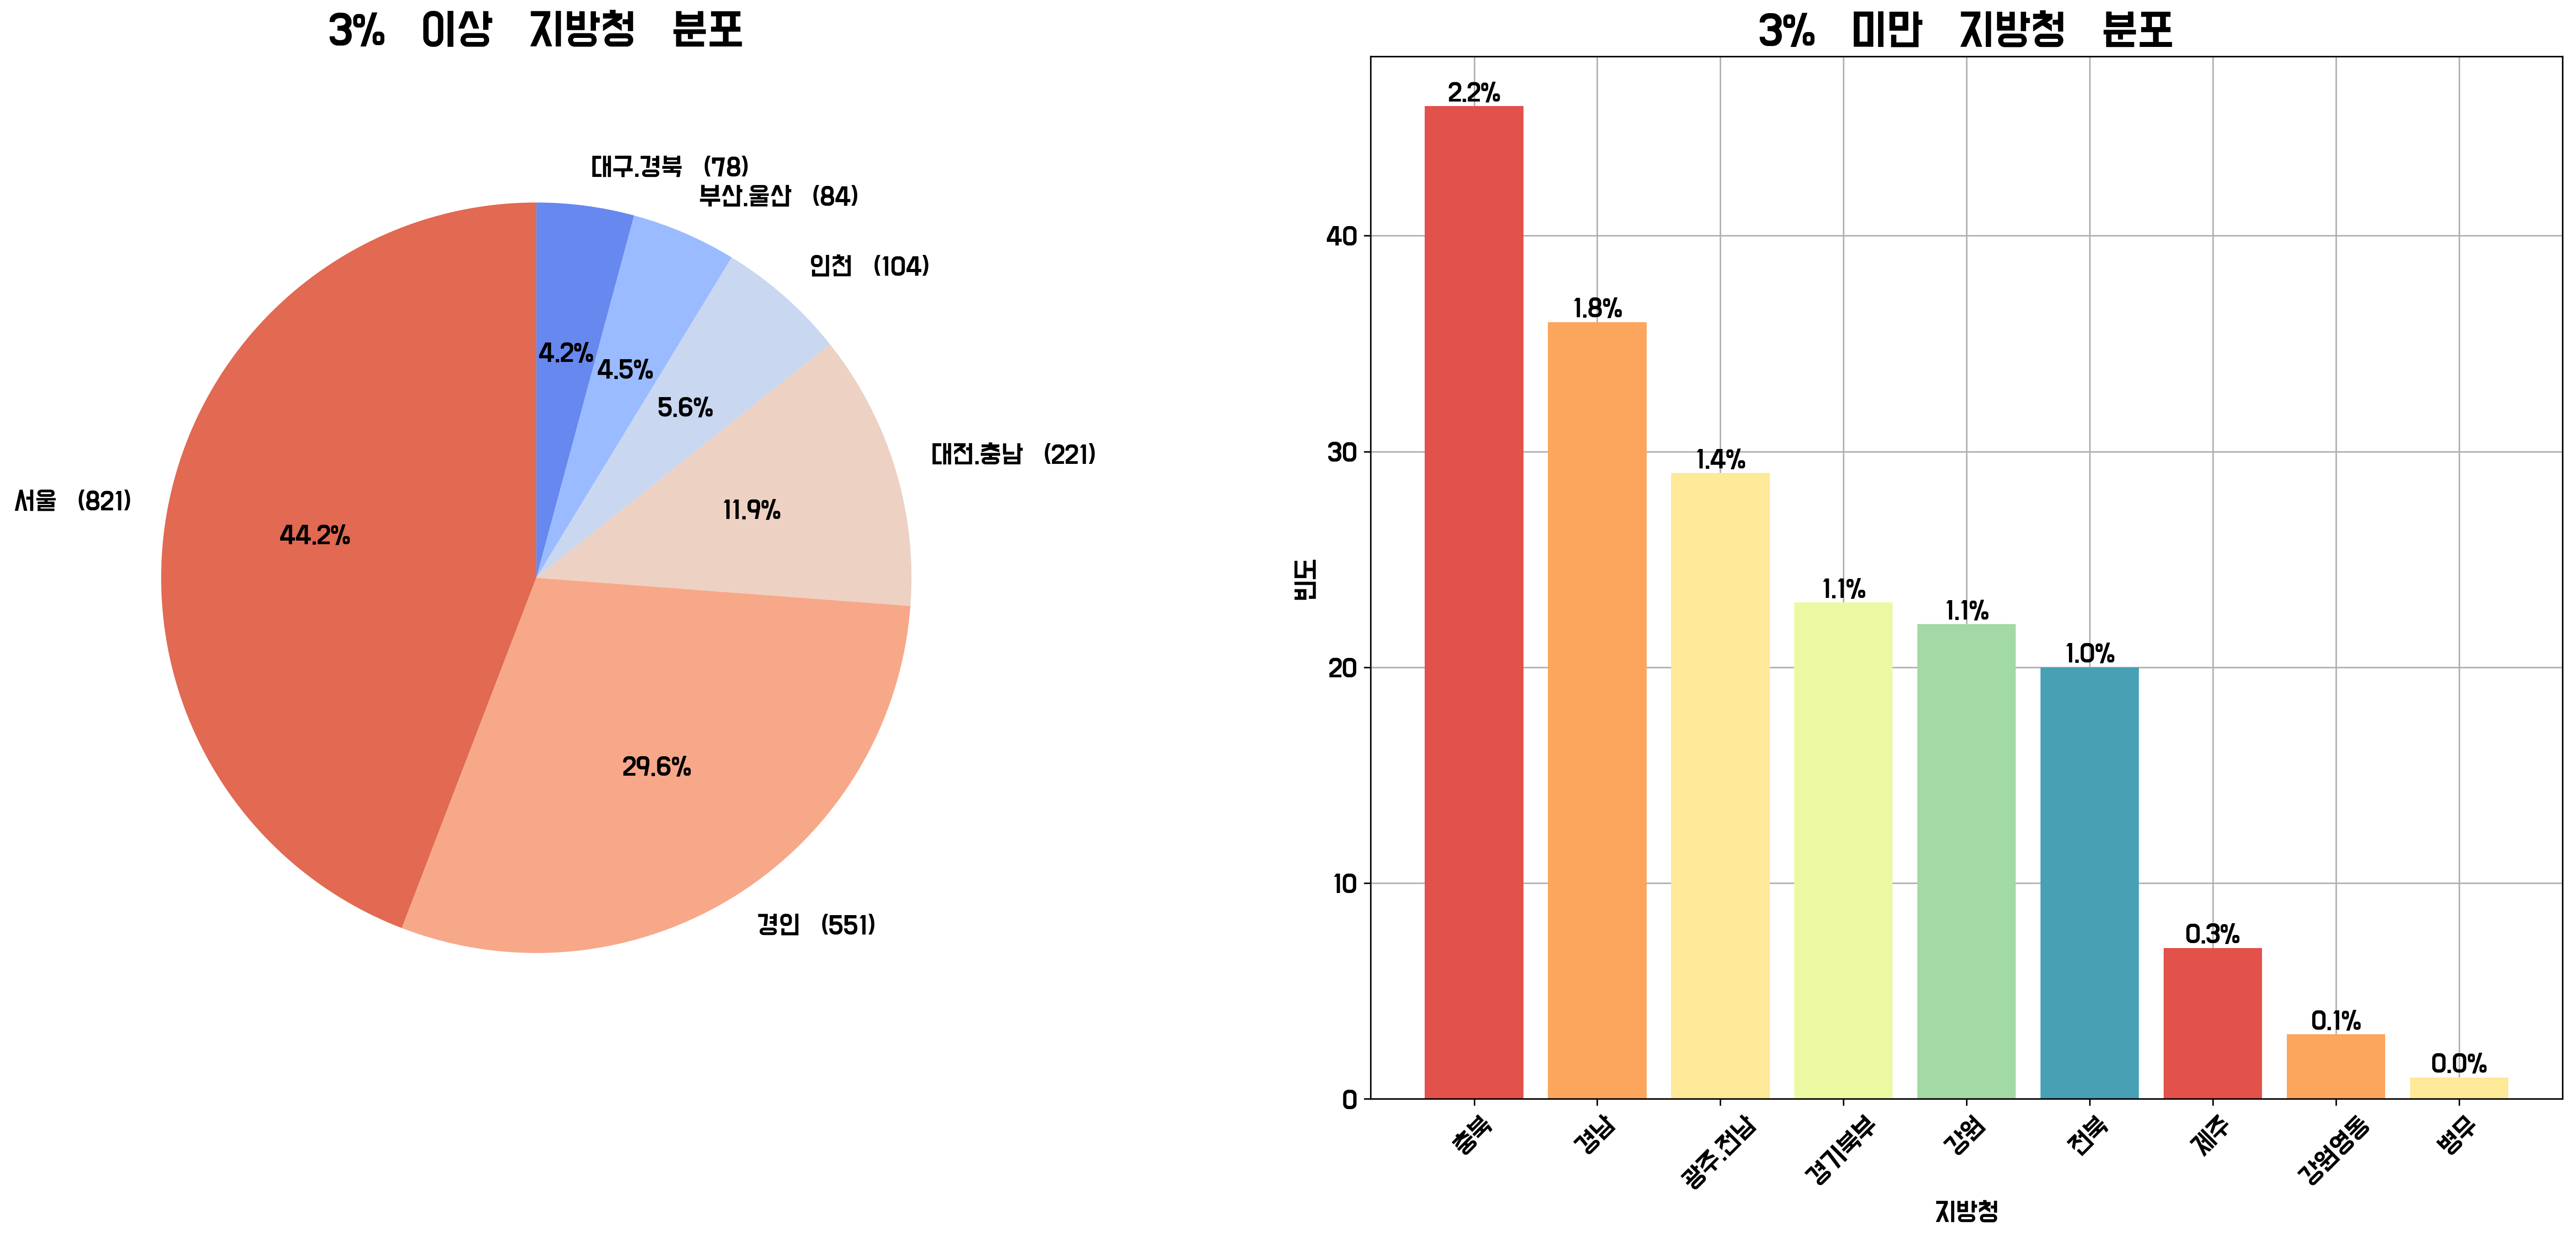 3% 이상 지방청 분포
대구.경북 (78)
부산.울산 (84)
인천 (104)
대전.충남 (221)
서울 (821)
경인 (551)
4.2%
4.5%
5.6%
11.9%
44.2%
29.6%
3% 미만 지방청 분포
빈도
40
30
20
10
0
2.2%
1.8%
1.4%
1.1%
1.1%
1.0%
0.3%
0.1%
0.0%
충북
경남
광주.전남
경기북부
강원
전북
제주
강원영동
병무
지방청